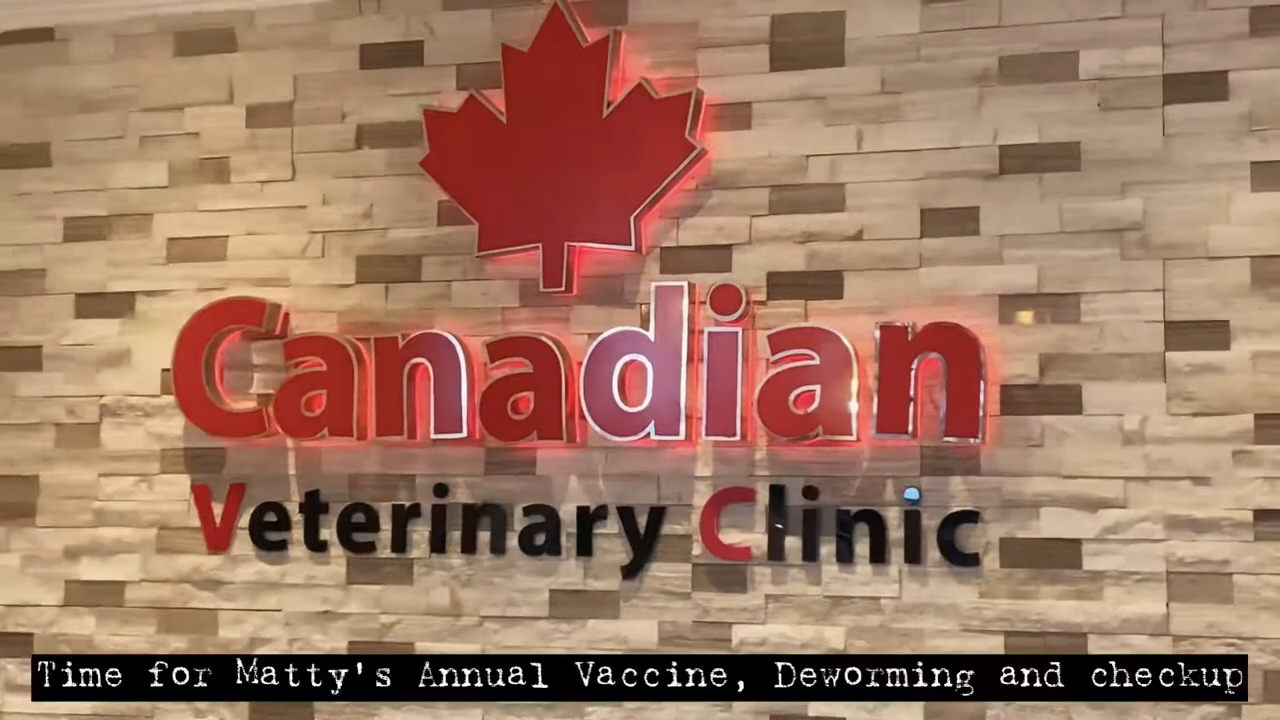 Canadian
Veterinary Clinic
Time for Matty's Annual Vaccine, Deworming and checkup